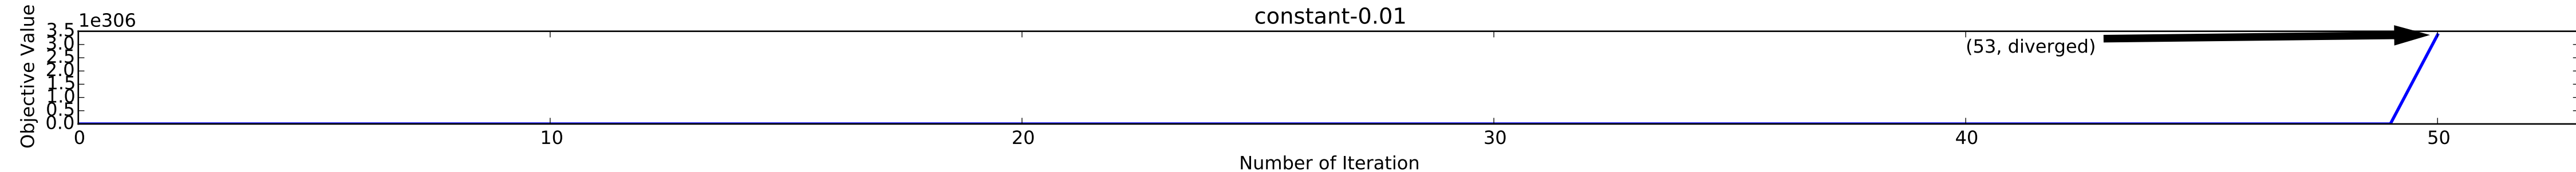 constant-0.01
1e306
3.5
3.0
2.5
2.0
1.5
1.0
0.5
0.0
Objective Value
(53, diverged)
0 10 20 30 40 50
Number of Iteration